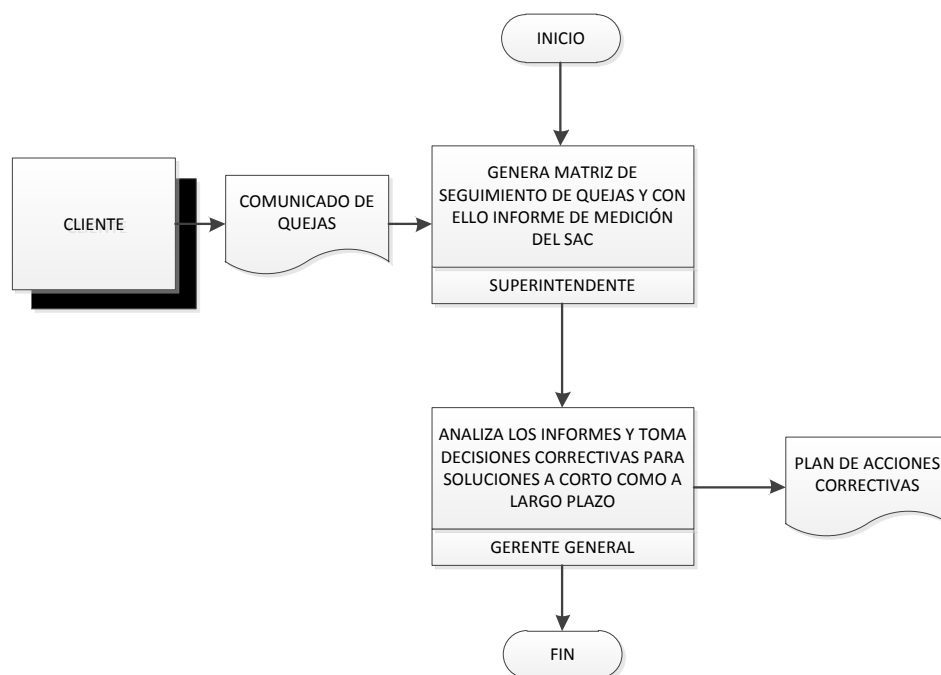 INICIO
CLIENTE
COMUNICADO DE
QUEJAS
GENERA MATRIZ DE
SEGUIMIENTO DE QUEJAS Y CON
ELLO INFORME DE MEDICIÓN
DEL SAC
SUPERINTENDENTE
ANALIZA LOS INFORMES Y TOMA
DECISIONES CORRECTIVAS PARA
SOLUCIONES A CORTO COMO A
LARGO PLAZO
GERENTE GENERAL
PLAN DE ACCIONES
CORRECTIVAS
FIN